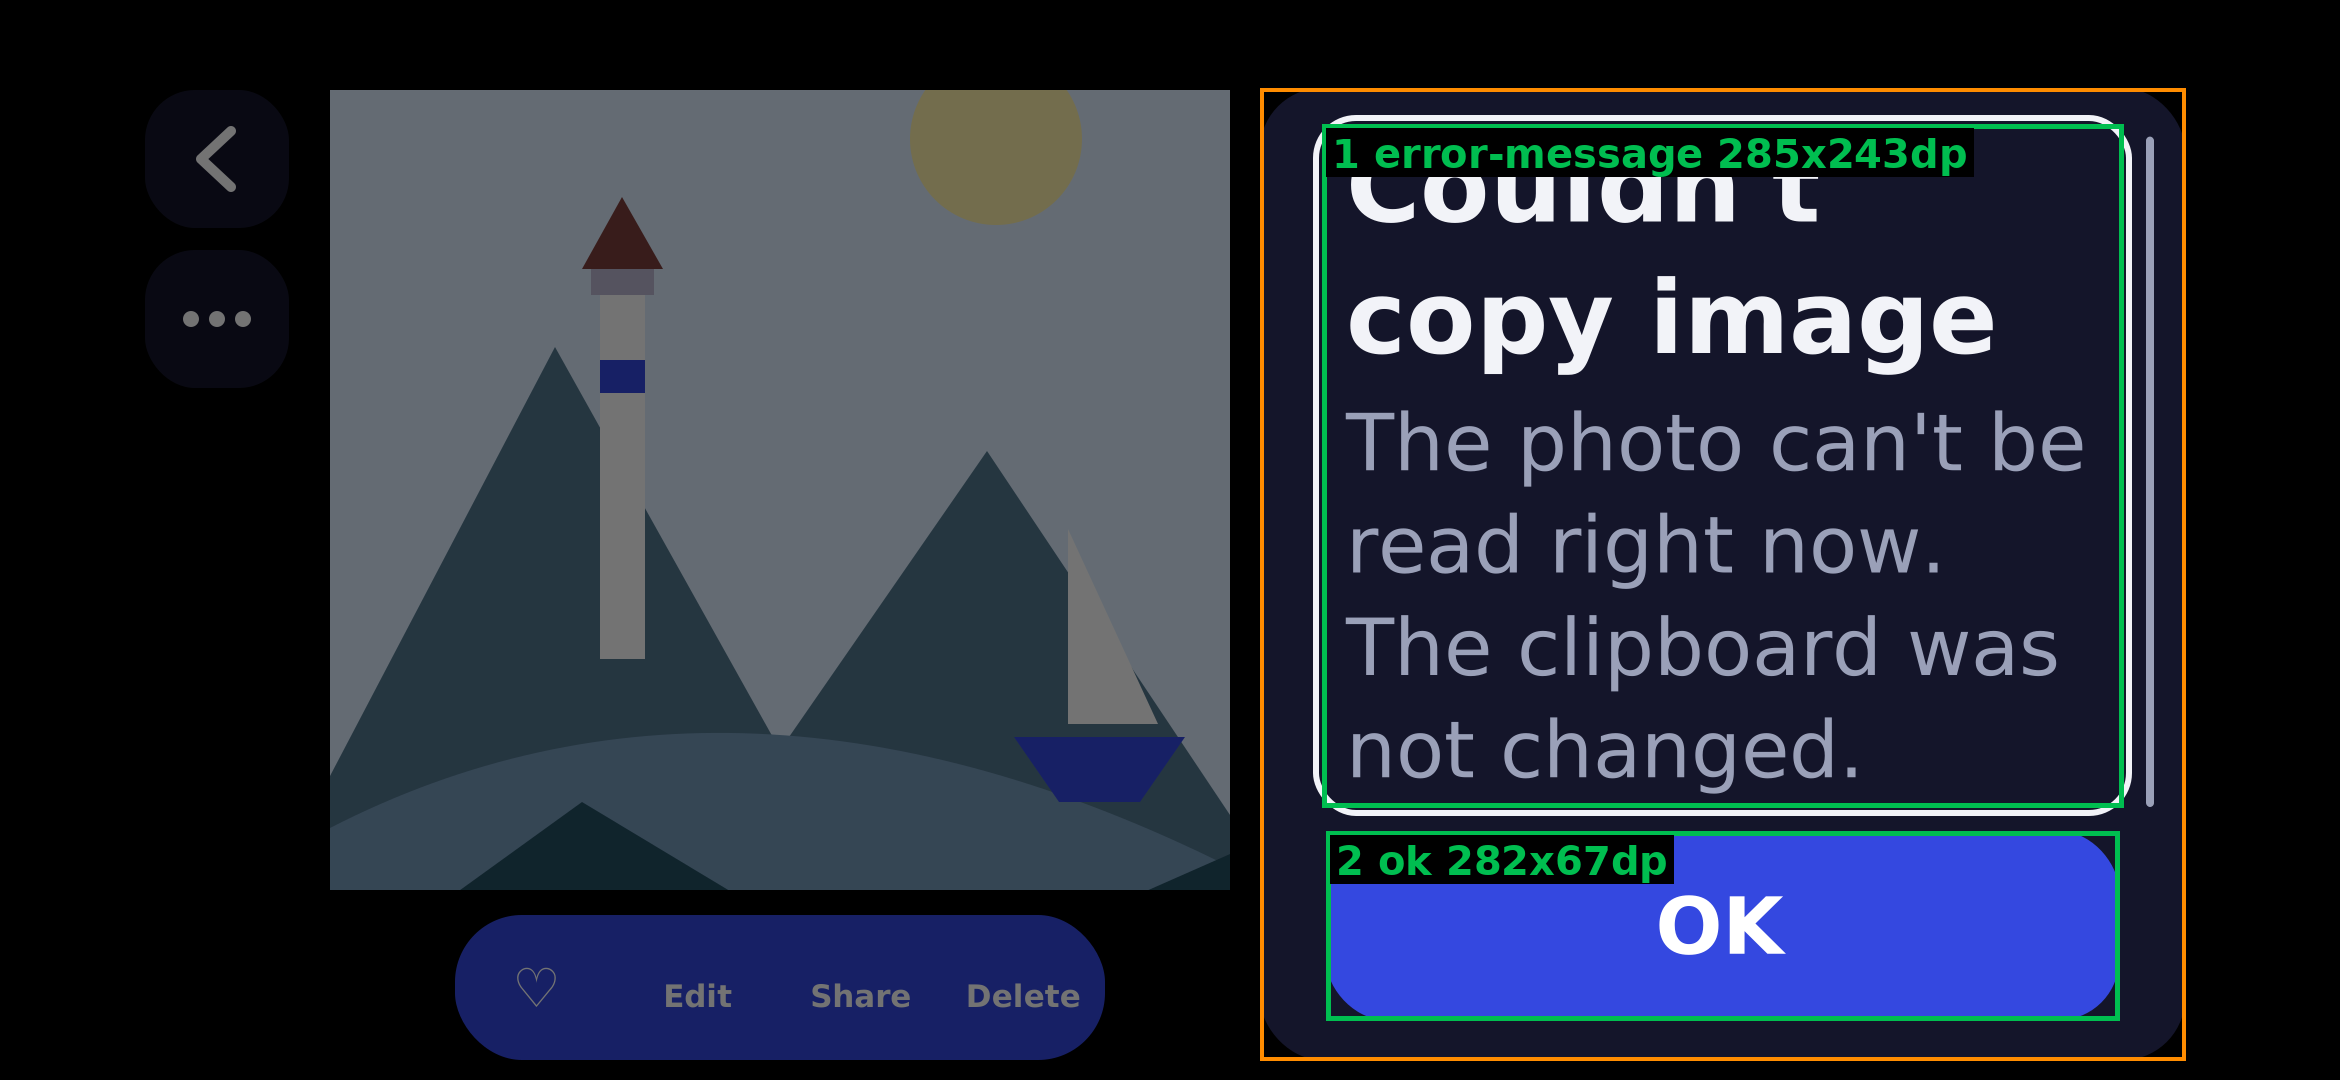 1 error-message 285x243dp
Couldn't
copy image
The photo can't be
read right now.
The clipboard was
not changed.
2 ok 282x67dp
OK
Edit Share Delete